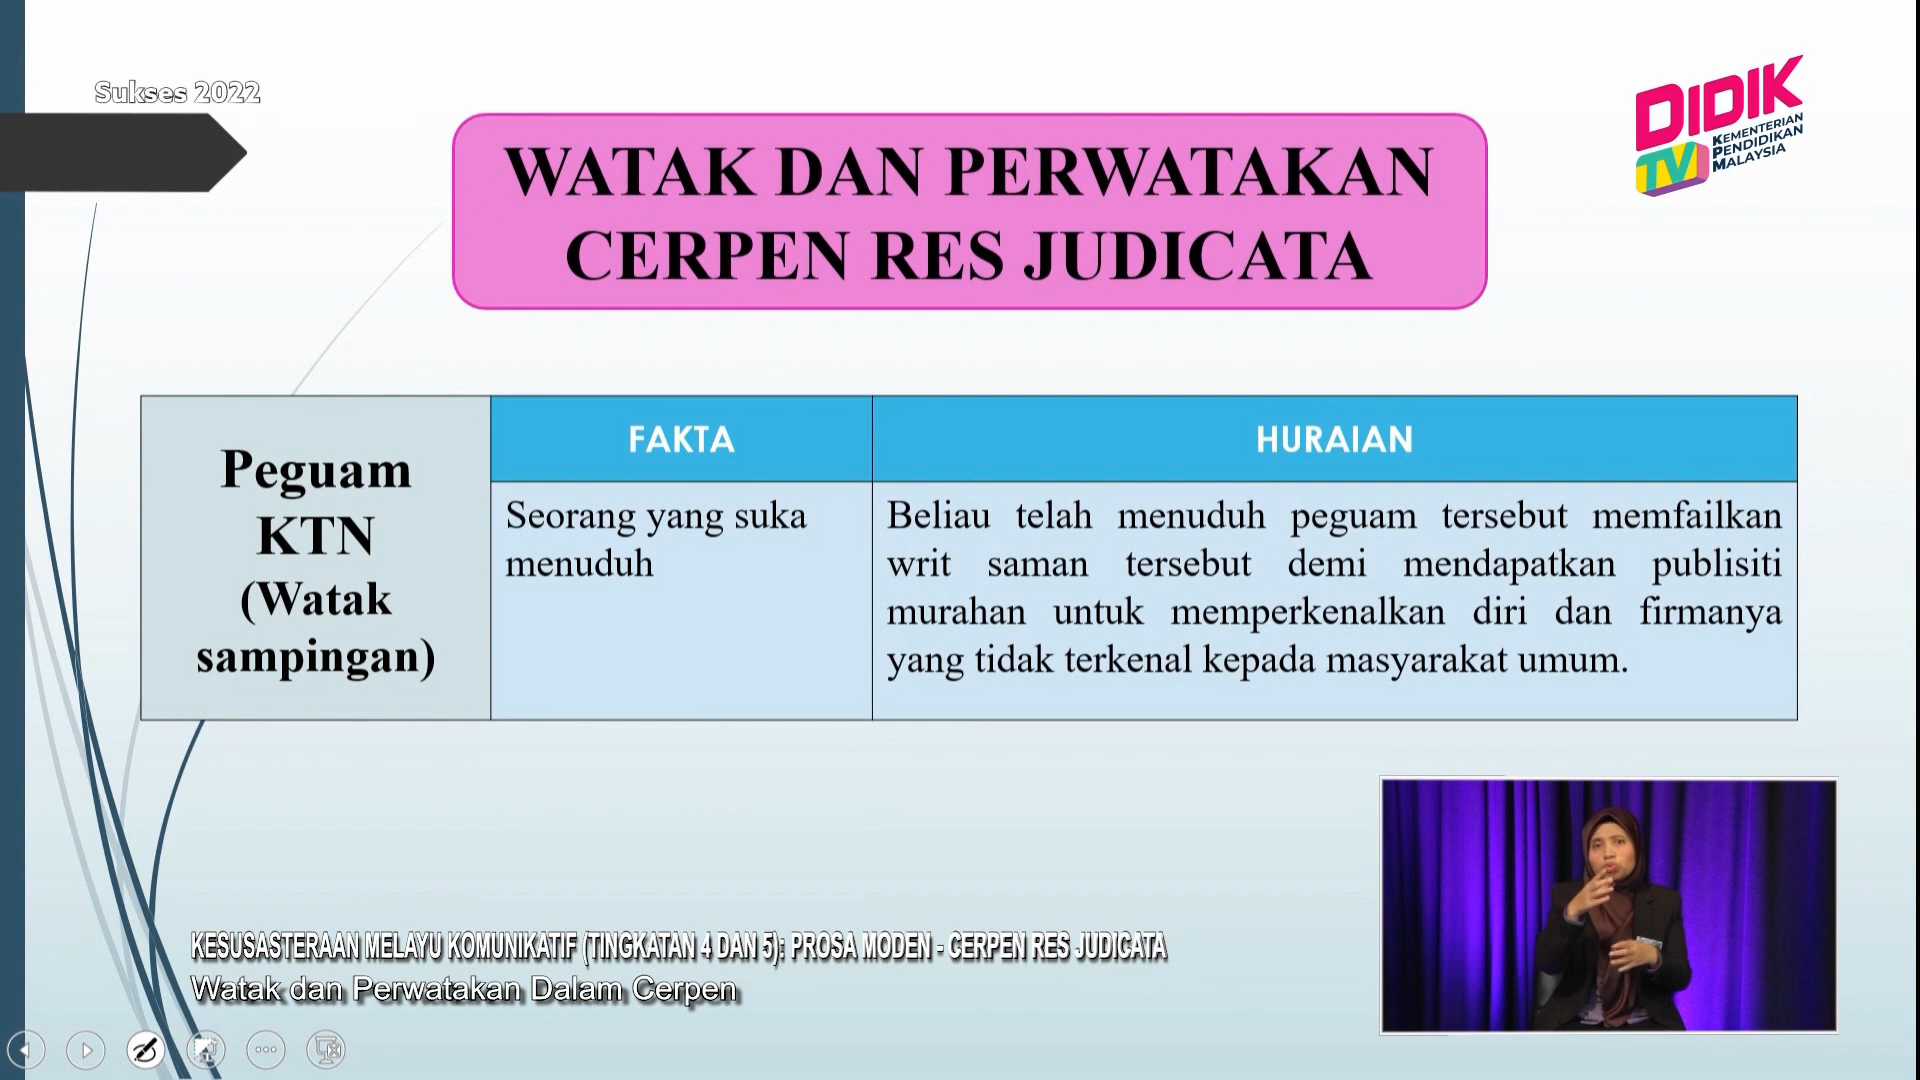 Sukses 2022
DIDIK
TV
KEMENTERIAN
PENDIDIKAN
MALAYSIA
WATAK DAN PERWATAKAN
CERPEN RES JUDICATA
Peguam
KTN
(Watak
sampingan)
FAKTA
HURAIAN
Seorang yang suka
menuduh
Beliau telah menuduh peguam tersebut memfailkan
writ saman tersebut demi mendapatkan publisiti
murahan untuk memperkenalkan diri dan firmanya
yang tidak terkenal kepada masyarakat umum.
KESUSASTERAAN MELAYU KOMUNIKATIF (TINGKATAN 4 DAN 5): PROSA MODEN - CERPEN RES JUDICATA
Watak dan Perwatakan Dalam Cerpen